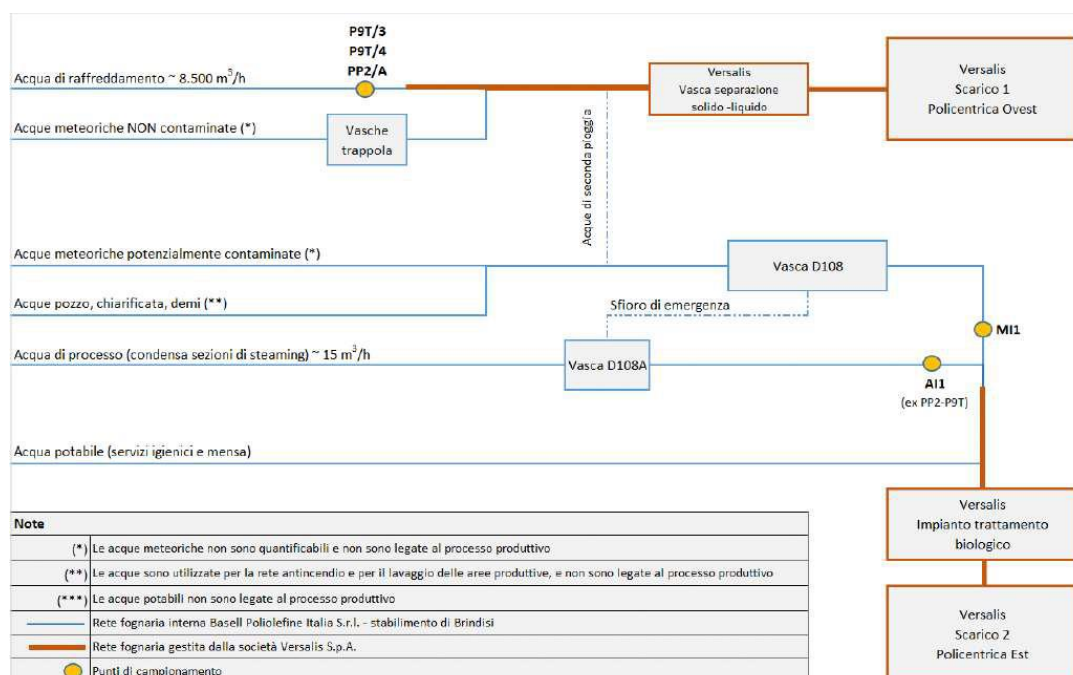 P9T/3
P9T/4
PP2/A
Acqua di raffreddamento ~ 8.500 m³/h
Versalis
Vasca separazione
solido -liquido
Versalis
Scarico 1
Policentrica Ovest
Acque meteoriche NON contaminate (*)
Vasche
trappola
Acque di seconda pioggia
Acque meteoriche potenzialmente contaminate (*)
Vasca D108
Acque pozzo, chiarificata, demi (**)
Sfioro di emergenza
MI1
Acqua di processo (condensa sezioni di steaming) ~ 15 m³/h
Vasca D108A
AI1
(ex PP2-P9T)
Acqua potabile (servizi igienici e mensa)
Versalis
Impianto trattamento
biologico
Versalis
Scarico 2
Policentrica Est
Note
(*) Le acque meteoriche non sono quantificabili e non sono legate al processo produttivo
(**) Le acque sono utilizzate per la rete antincendio e per il lavaggio delle aree produttive, e non sono legate al processo produttivo
(***) Le acque potabili non sono legate al processo produttivo
Rete fognaria interna Basell Poliolefine Italia S.r.l. - stabilimento di Brindisi
Rete fognaria gestita dalla società Versalis S.p.A.
Punti di campionamento